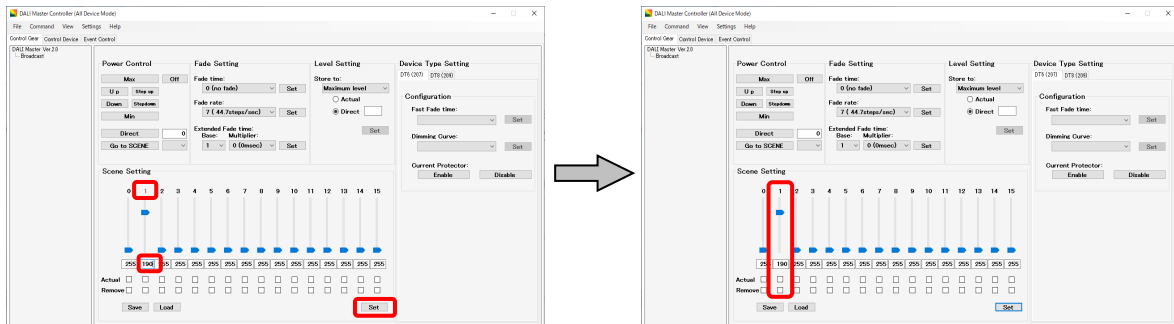 DALI Master Controller (All Device Mode)
File Command View Settings Help
Control Gear Control Device Event Control
DALI Master Ver.2.0
Broadcast
Power Control
Max Off
Up Step up
Down Stepdown
Min
Direct 0
Go to SCENE
Fade Setting
Fade time:
0 (no fade) Set
Fade rate:
7 ( 44.7steps/sec) Set
Extended Fade time:
Base: Multiplier:
1 0 (0msec) Set
Level Setting
Store to:
Maximum level
Actual
Direct
Set
Device Type Setting
DT6 (207) DT8 (209)
Configuration
Fast Fade time:
Set
Dimming Curve:
Set
Current Protector:
Enable Disable
Scene Setting
0 1 2 3 4 5 6 7 8 9 10 11 12 13 14 15
255 190 255 255 255 255 255 255 255 255 255 255 255 255 255 255
Actual
Remove
Save Load Set
DALI Master Controller (All Device Mode)
File Command View Settings Help
Control Gear Control Device Event Control
DALI Master Ver.2.0
Broadcast
Power Control
Max Off
Up Step up
Down Stepdown
Min
Direct 0
Go to SCENE
Fade Setting
Fade time:
0 (no fade) Set
Fade rate:
7 ( 44.7steps/sec) Set
Extended Fade time:
Base: Multiplier:
1 0 (0msec) Set
Level Setting
Store to:
Maximum level
Actual
Direct
Set
Device Type Setting
DT6 (207) DT8 (209)
Configuration
Fast Fade time:
Set
Dimming Curve:
Set
Current Protector:
Enable Disable
Scene Setting
0 1 2 3 4 5 6 7 8 9 10 11 12 13 14 15
255 190 255 255 255 255 255 255 255 255 255 255 255 255 255 255
Actual
Remove
Save Load Set